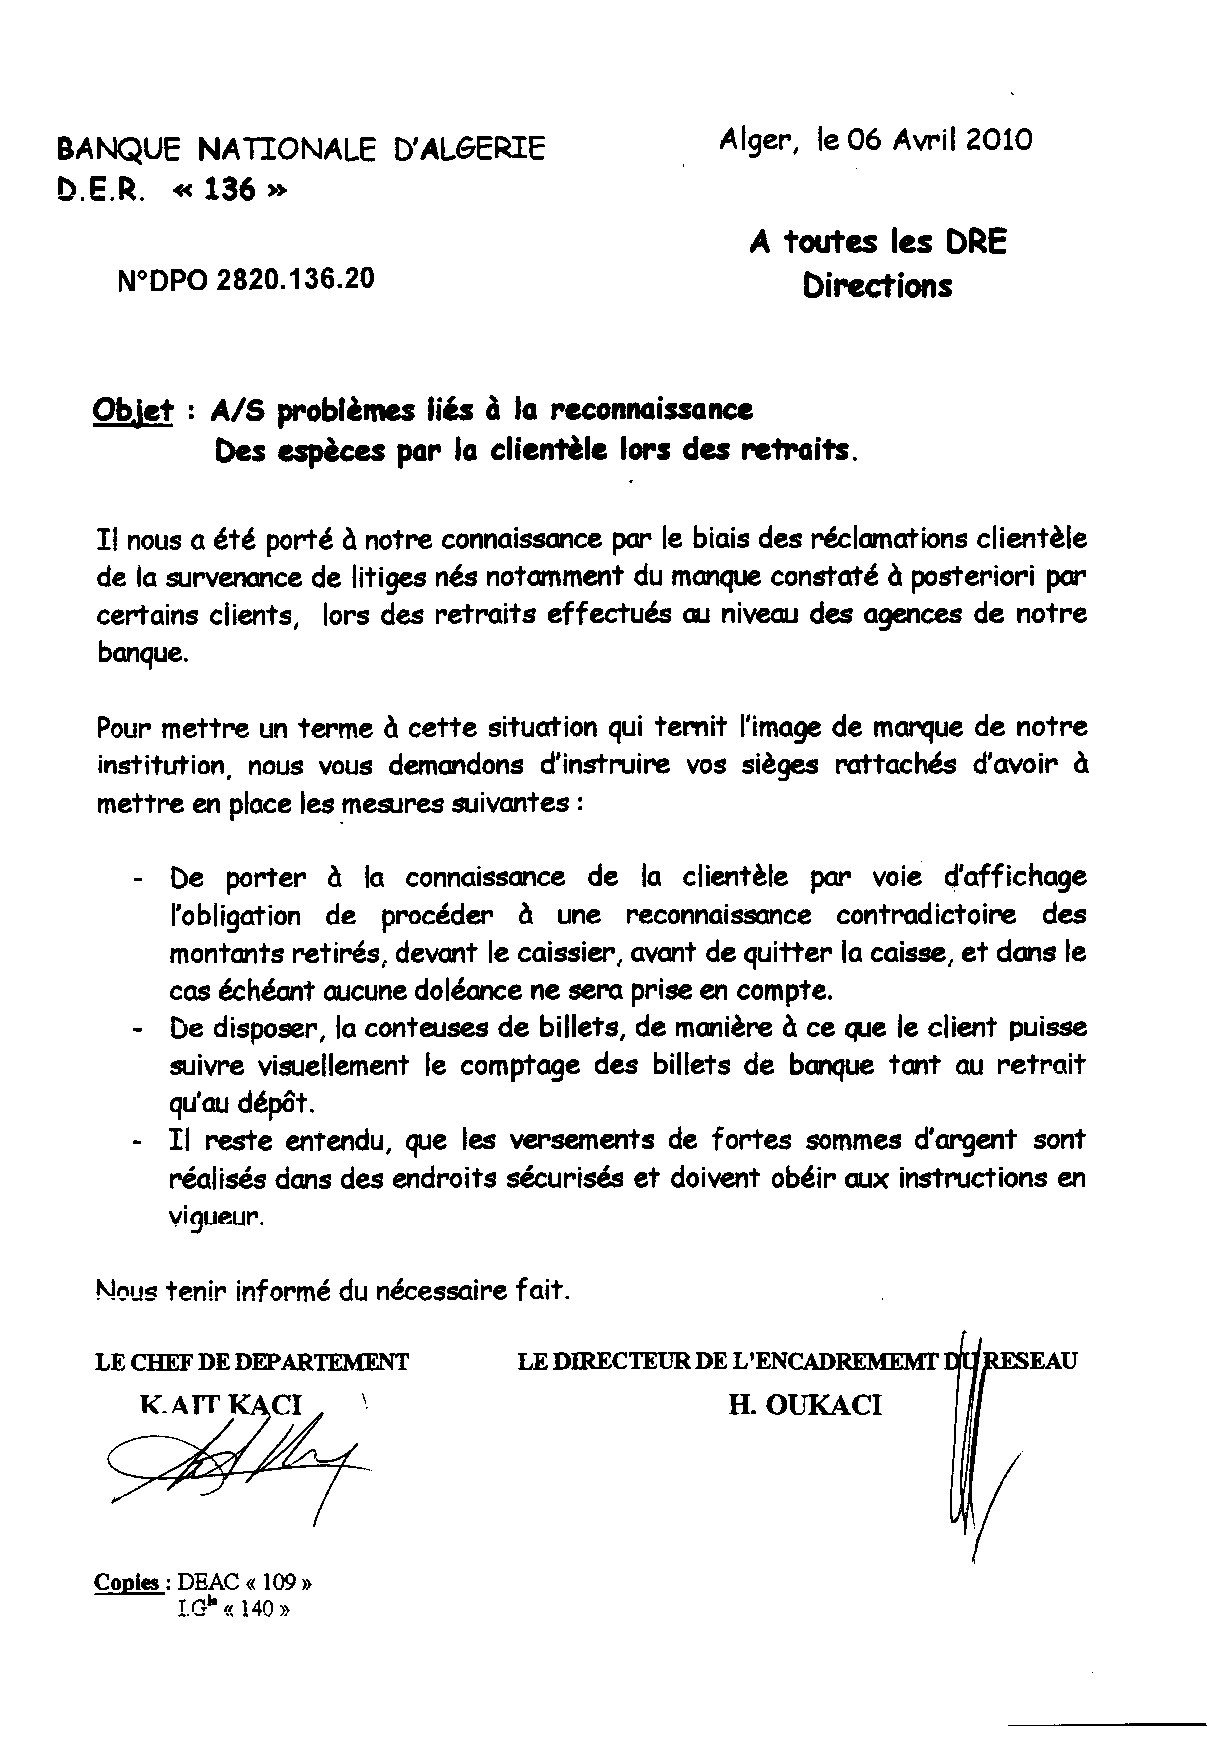 BANQUE NATIONALE D'ALGERIE
Alger, le 06 Avril 2010
D.E.R. « 136 »
A toutes les DRE
N°DPO 2820.136.20
Directions
Objet : A/S problèmes liés à la reconnaissance
Des espèces par la clientèle lors des retraits.
Il nous a été porté à notre connaissance par le biais des réclamations clientèle
de la survenance de litiges nés notamment du manque constaté à posteriori par
certains clients, lors des retraits effectués au niveau des agences de notre
banque.
Pour mettre un terme à cette situation qui ternit l'image de marque de notre
institution, nous vous demandons d'instruire vos sièges rattachés d'avoir à
mettre en place les mesures suivantes :
- De porter à la connaissance de la clientèle par voie d'affichage
l'obligation de procéder à une reconnaissance contradictoire des
montants retirés, devant le caissier, avant de quitter la caisse, et dans le
cas échéant aucune doléance ne sera prise en compte.
- De disposer, la conteuses de billets, de manière à ce que le client puisse
suivre visuellement le comptage des billets de banque tant au retrait
qu'au dépôt.
- Il reste entendu, que les versements de fortes sommes d'argent sont
réalisés dans des endroits sécurisés et doivent obéir aux instructions en
vigueur.
Nous tenir informé du nécessaire fait.
LE CHEF DE DEPARTEMENT
LE DIRECTEUR DE L'ENCADREMEMT DU RESEAU
K.AIT KACI
H. OUKACI
Copies : DEAC « 109 »
I.Gle « 140 »